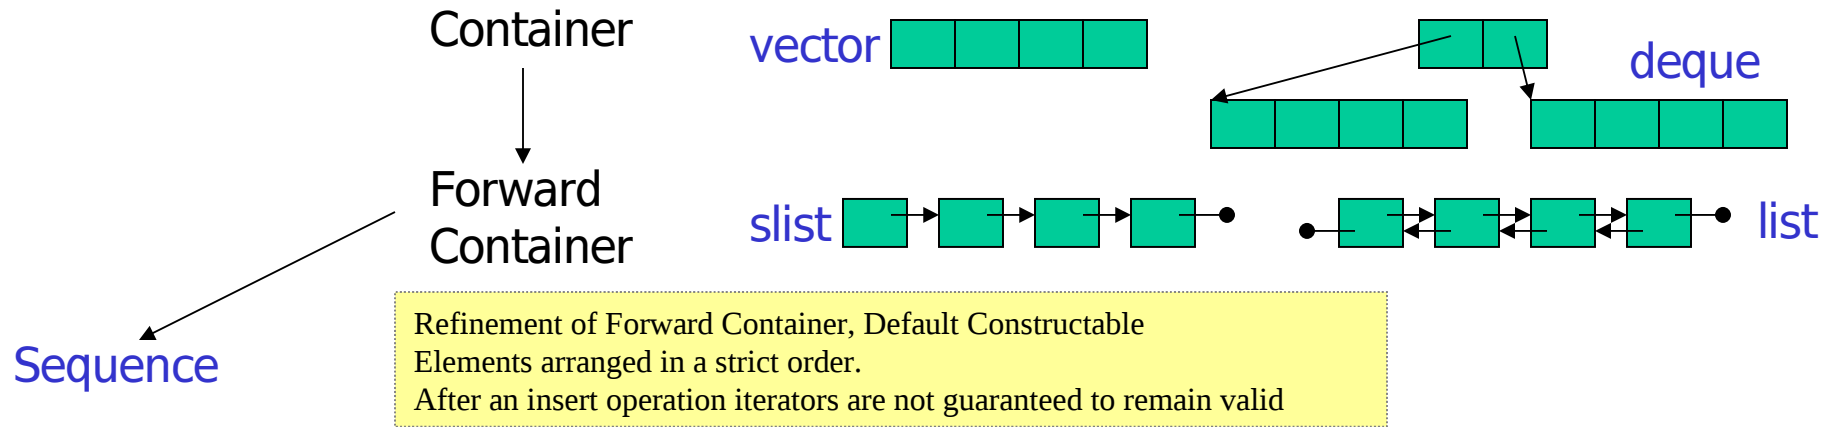 Container
vector
deque
Forward
Container
slist
list
Sequence
Refinement of Forward Container, Default Constructable
Elements arranged in a strict order.
After an insert operation iterators are not guaranteed to remain valid